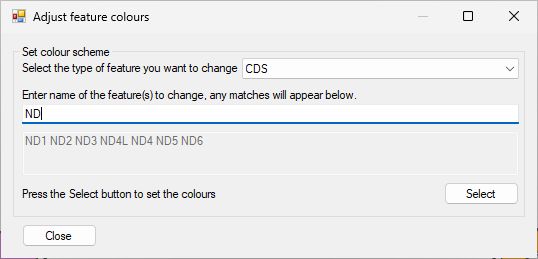 Adjust feature colours
Set colour scheme
Select the type of feature you want to change CDS
Enter name of the feature(s) to change, any matches will appear below.
ND
ND1 ND2 ND3 ND4L ND4 ND5 ND6
Press the Select button to set the colours Select
Close